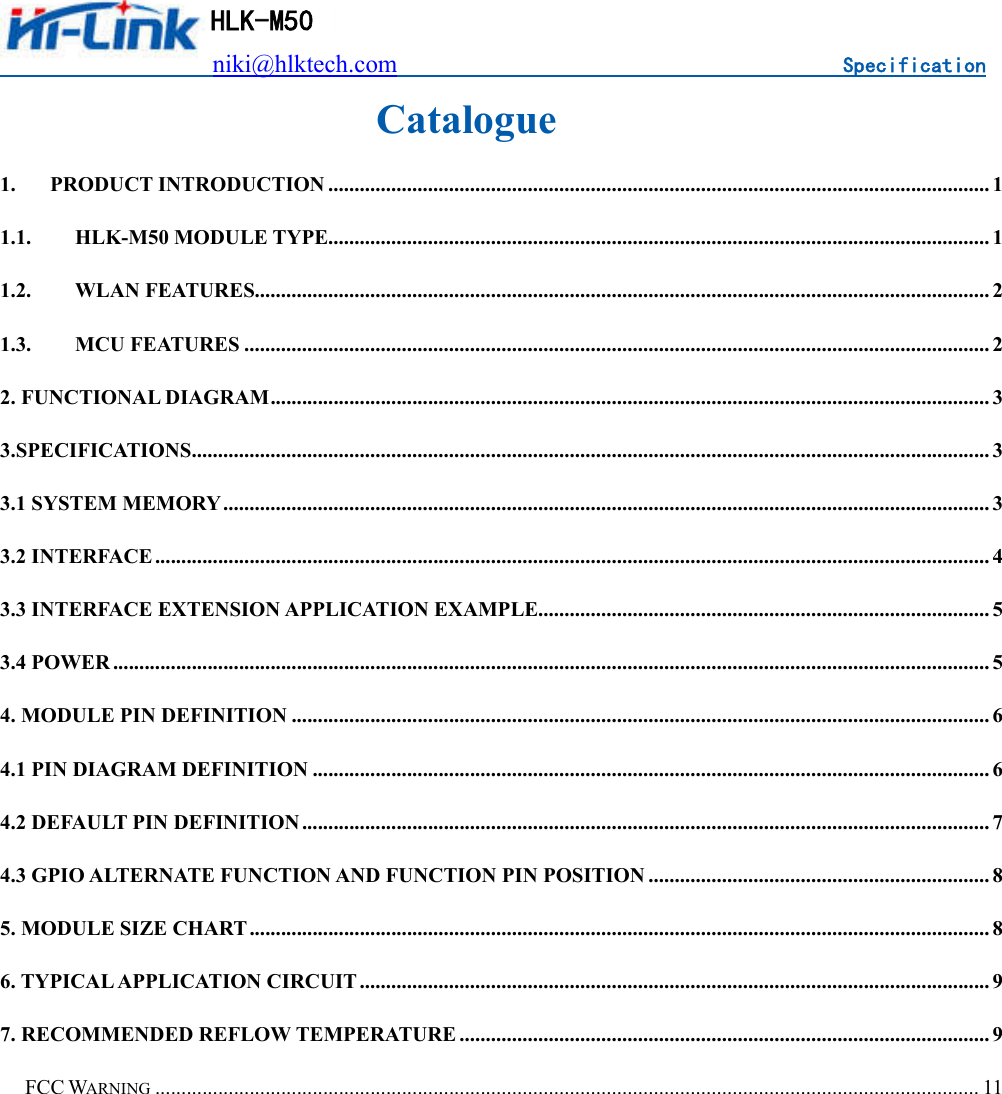 Hi-Link HLK-M50
niki@hlktech.com Specification
Catalogue
1. PRODUCT INTRODUCTION ........ 1
1.1. HLK-M50 MODULE TYPE........ 1
1.2. WLAN FEATURES........ 2
1.3. MCU FEATURES ........ 2
2. FUNCTIONAL DIAGRAM........ 3
3.SPECIFICATIONS........ 3
3.1 SYSTEM MEMORY........ 3
3.2 INTERFACE ........ 4
3.3 INTERFACE EXTENSION APPLICATION EXAMPLE........ 5
3.4 POWER ........ 5
4. MODULE PIN DEFINITION ........ 6
4.1 PIN DIAGRAM DEFINITION ........ 6
4.2 DEFAULT PIN DEFINITION ........ 7
4.3 GPIO ALTERNATE FUNCTION AND FUNCTION PIN POSITION ........ 8
5. MODULE SIZE CHART ........ 8
6. TYPICAL APPLICATION CIRCUIT ........ 9
7. RECOMMENDED REFLOW TEMPERATURE ........ 9
FCC WARNING ........ 11